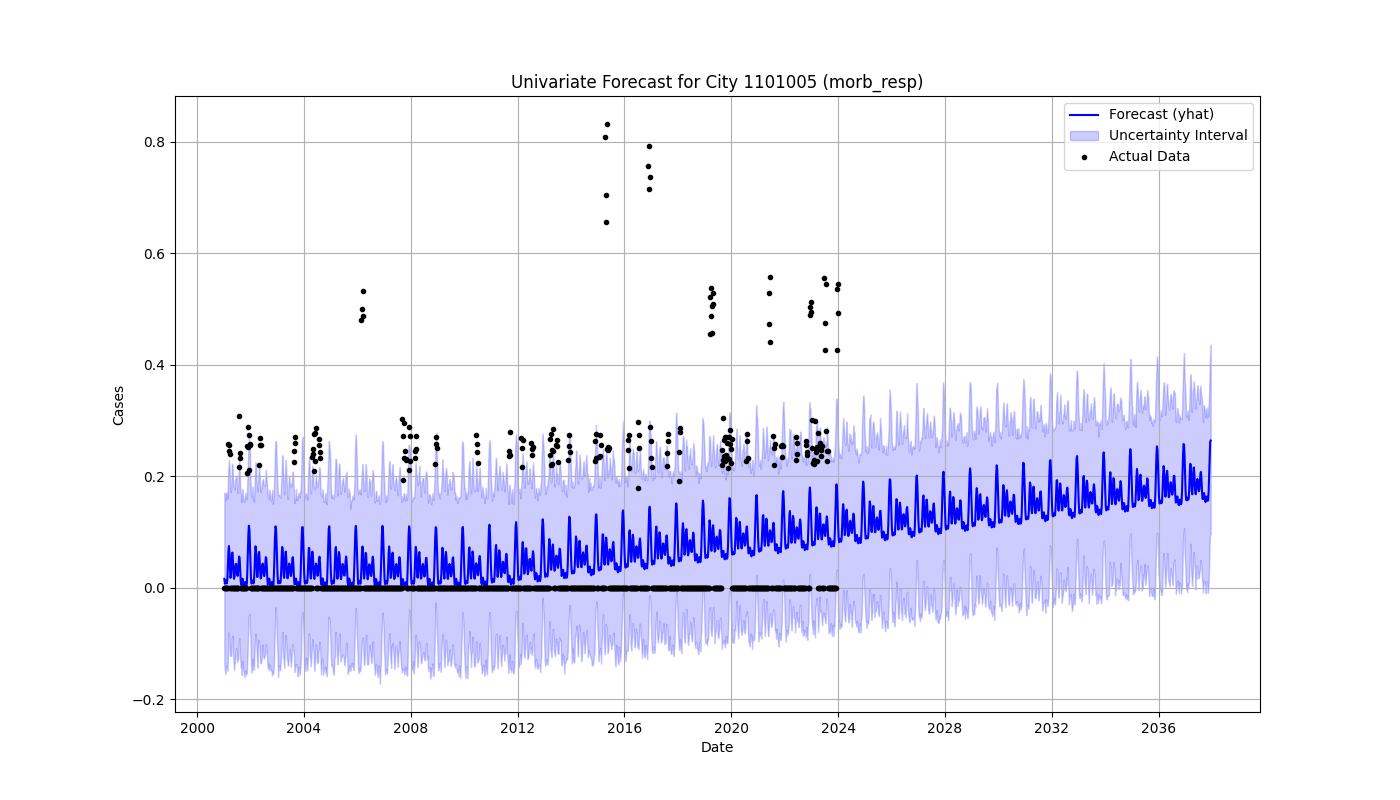 Univariate Forecast for City 1101005 (morb_resp)
Forecast (yhat)
Uncertainty Interval
Actual Data
Cases
0.8
0.6
0.4
0.2
0.0
−0.2
2000 2004 2008 2012 2016 2020 2024 2028 2032 2036
Date